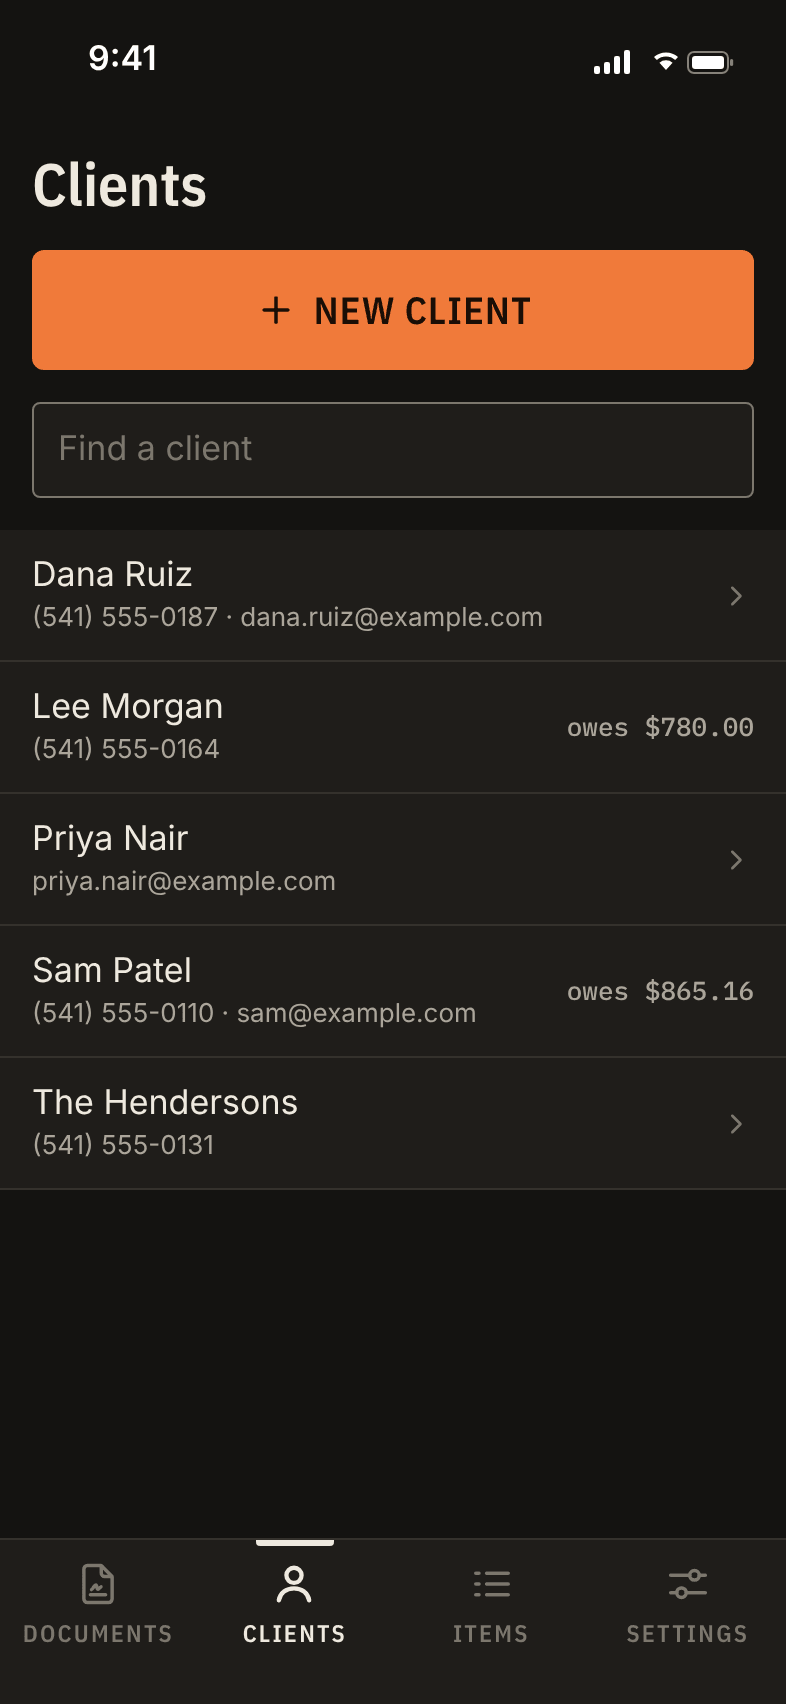 9:41
Clients
+ NEW CLIENT
Find a client
Dana Ruiz
(541) 555-0187 · dana.ruiz@example.com
Lee Morgan
(541) 555-0164
owes $780.00
Priya Nair
priya.nair@example.com
Sam Patel
(541) 555-0110 · sam@example.com
owes $865.16
The Hendersons
(541) 555-0131
DOCUMENTS CLIENTS ITEMS SETTINGS